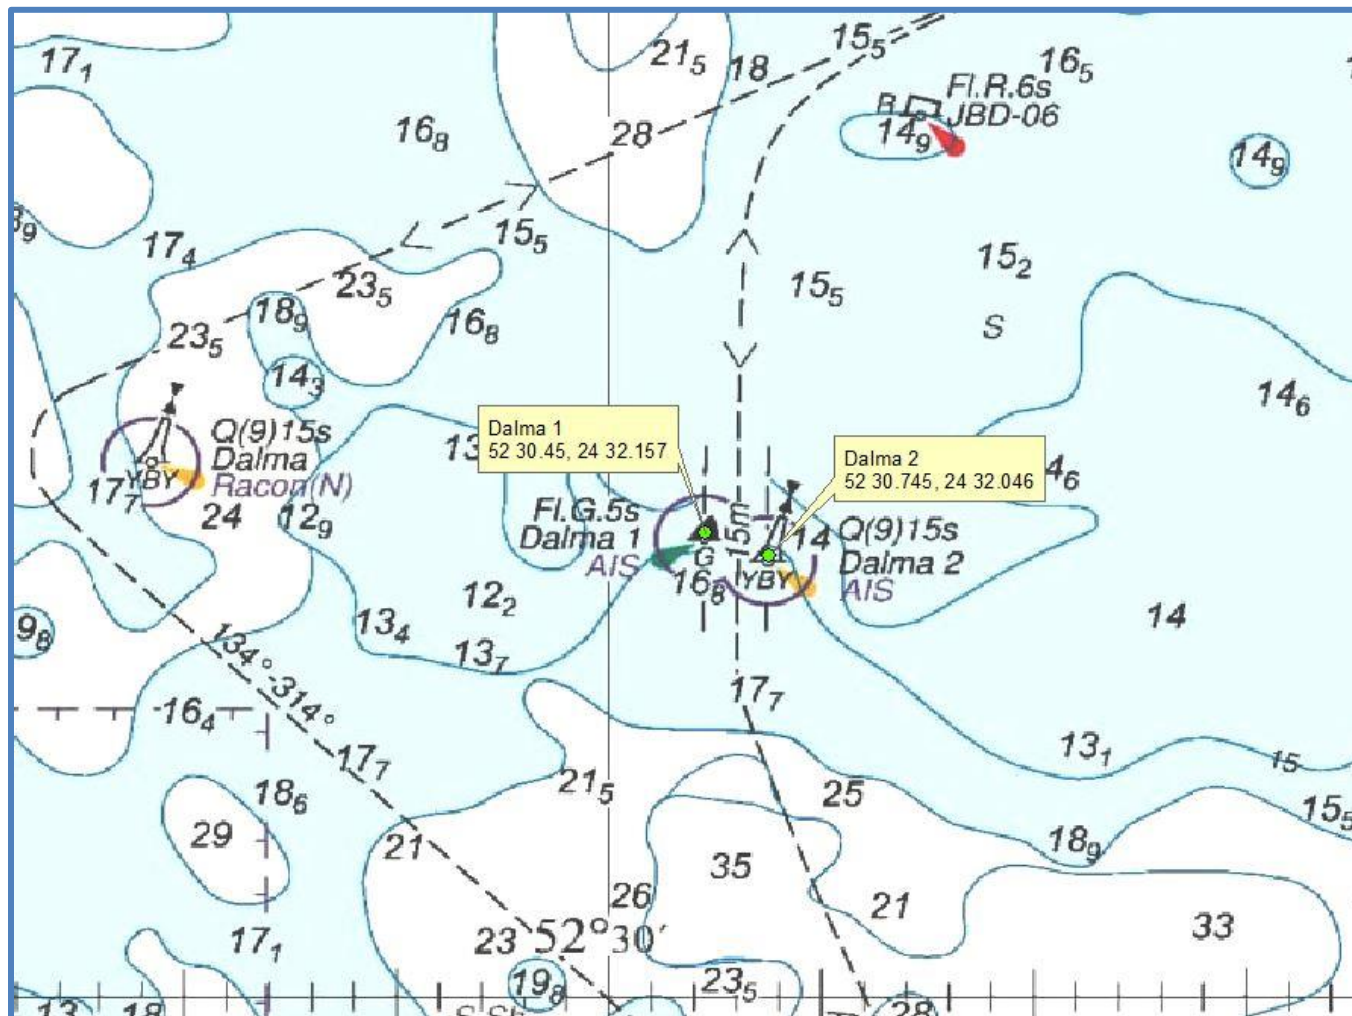 17₁
21₅
18
15₅
16₅
Fl.R.6s
B
JBD-06
14₉
16₈
28
14₉
17₄
15₅
15₂
23₅
15₅
18₉
16₈
S
23₅
14₃
14₆
Q(9)15s
Dalma
Racon(N)
YBY
17₇
24
12₉
13
Dalma 1
52 30.45, 24 32.157
Dalma 2
52 30.745, 24 32.046
4₆
Fl.G.5s
Dalma 1
AIS
G
15m
14
Q(9)15s
Dalma 2
AIS
16₈
YBY
12₂
13₄
13₇
14
9₈
134°-314°
16₄
17₇
17₇
13₁
15
18₆
21₅
25
15₅
29
21
18₉
35
26
21
33
17₁
23
52°30′
19₈
23₅
13
18
28